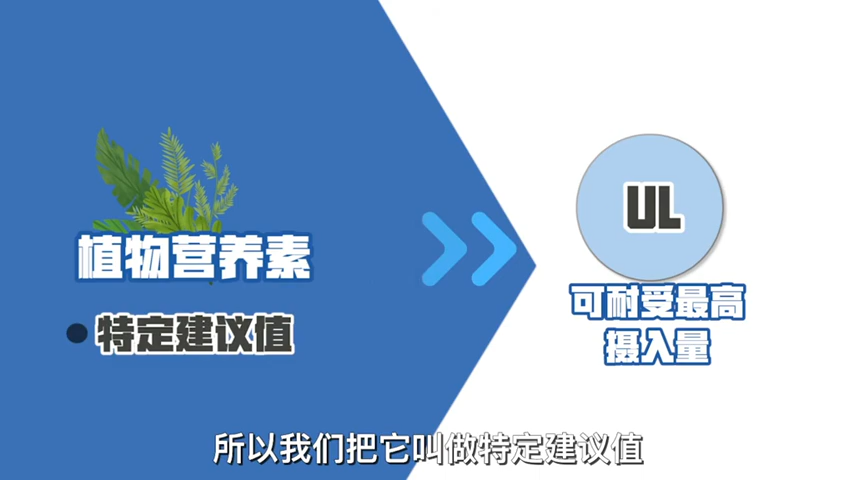 植物营养素
特定建议值
UL
可耐受最高
摄入量
所以我们把它叫做特定建议值